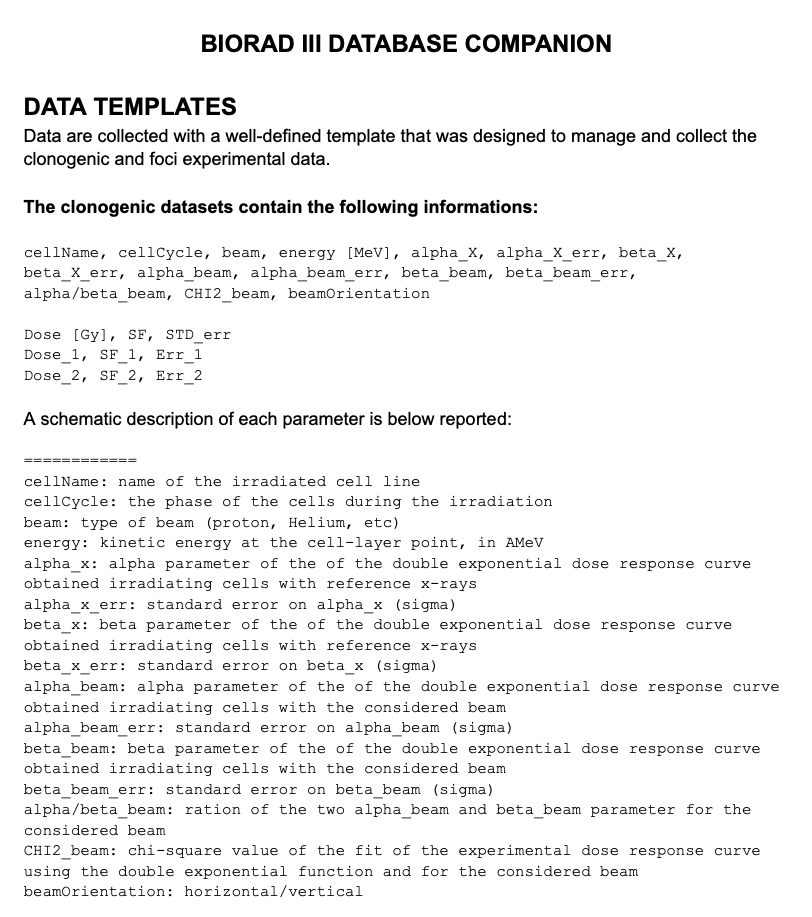 BIORAD III DATABASE COMPANION
DATA TEMPLATES
Data are collected with a well-defined template that was designed to manage and collect the
clonogenic and foci experimental data.
The clonogenic datasets contain the following informations:
cellName, cellCycle, beam, energy [MeV], alpha_X, alpha_X_err, beta_X,
beta_X_err, alpha_beam, alpha_beam_err, beta_beam, beta_beam_err,
alpha/beta_beam, CHI2_beam, beamOrientation
Dose [Gy], SF, STD_err
Dose_1, SF_1, Err_1
Dose_2, SF_2, Err_2
A schematic description of each parameter is below reported:
============
cellName: name of the irradiated cell line
cellCycle: the phase of the cells during the irradiation
beam: type of beam (proton, Helium, etc)
energy: kinetic energy at the cell-layer point, in AMeV
alpha_x: alpha parameter of the of the double exponential dose response curve
obtained irradiating cells with reference x-rays
alpha_x_err: standard error on alpha_x (sigma)
beta_x: beta parameter of the of the double exponential dose response curve
obtained irradiating cells with reference x-rays
beta_x_err: standard error on beta_x (sigma)
alpha_beam: alpha parameter of the of the double exponential dose response curve
obtained irradiating cells with the considered beam
alpha_beam_err: standard error on alpha_beam (sigma)
beta_beam: beta parameter of the of the double exponential dose response curve
obtained irradiating cells with the considered beam
beta_beam_err: standard error on beta_beam (sigma)
alpha/beta_beam: ration of the two alpha_beam and beta_beam parameter for the
considered beam
CHI2_beam: chi-square value of the fit of the experimental dose response curve
using the double exponential function and for the considered beam
beamOrientation: horizontal/vertical